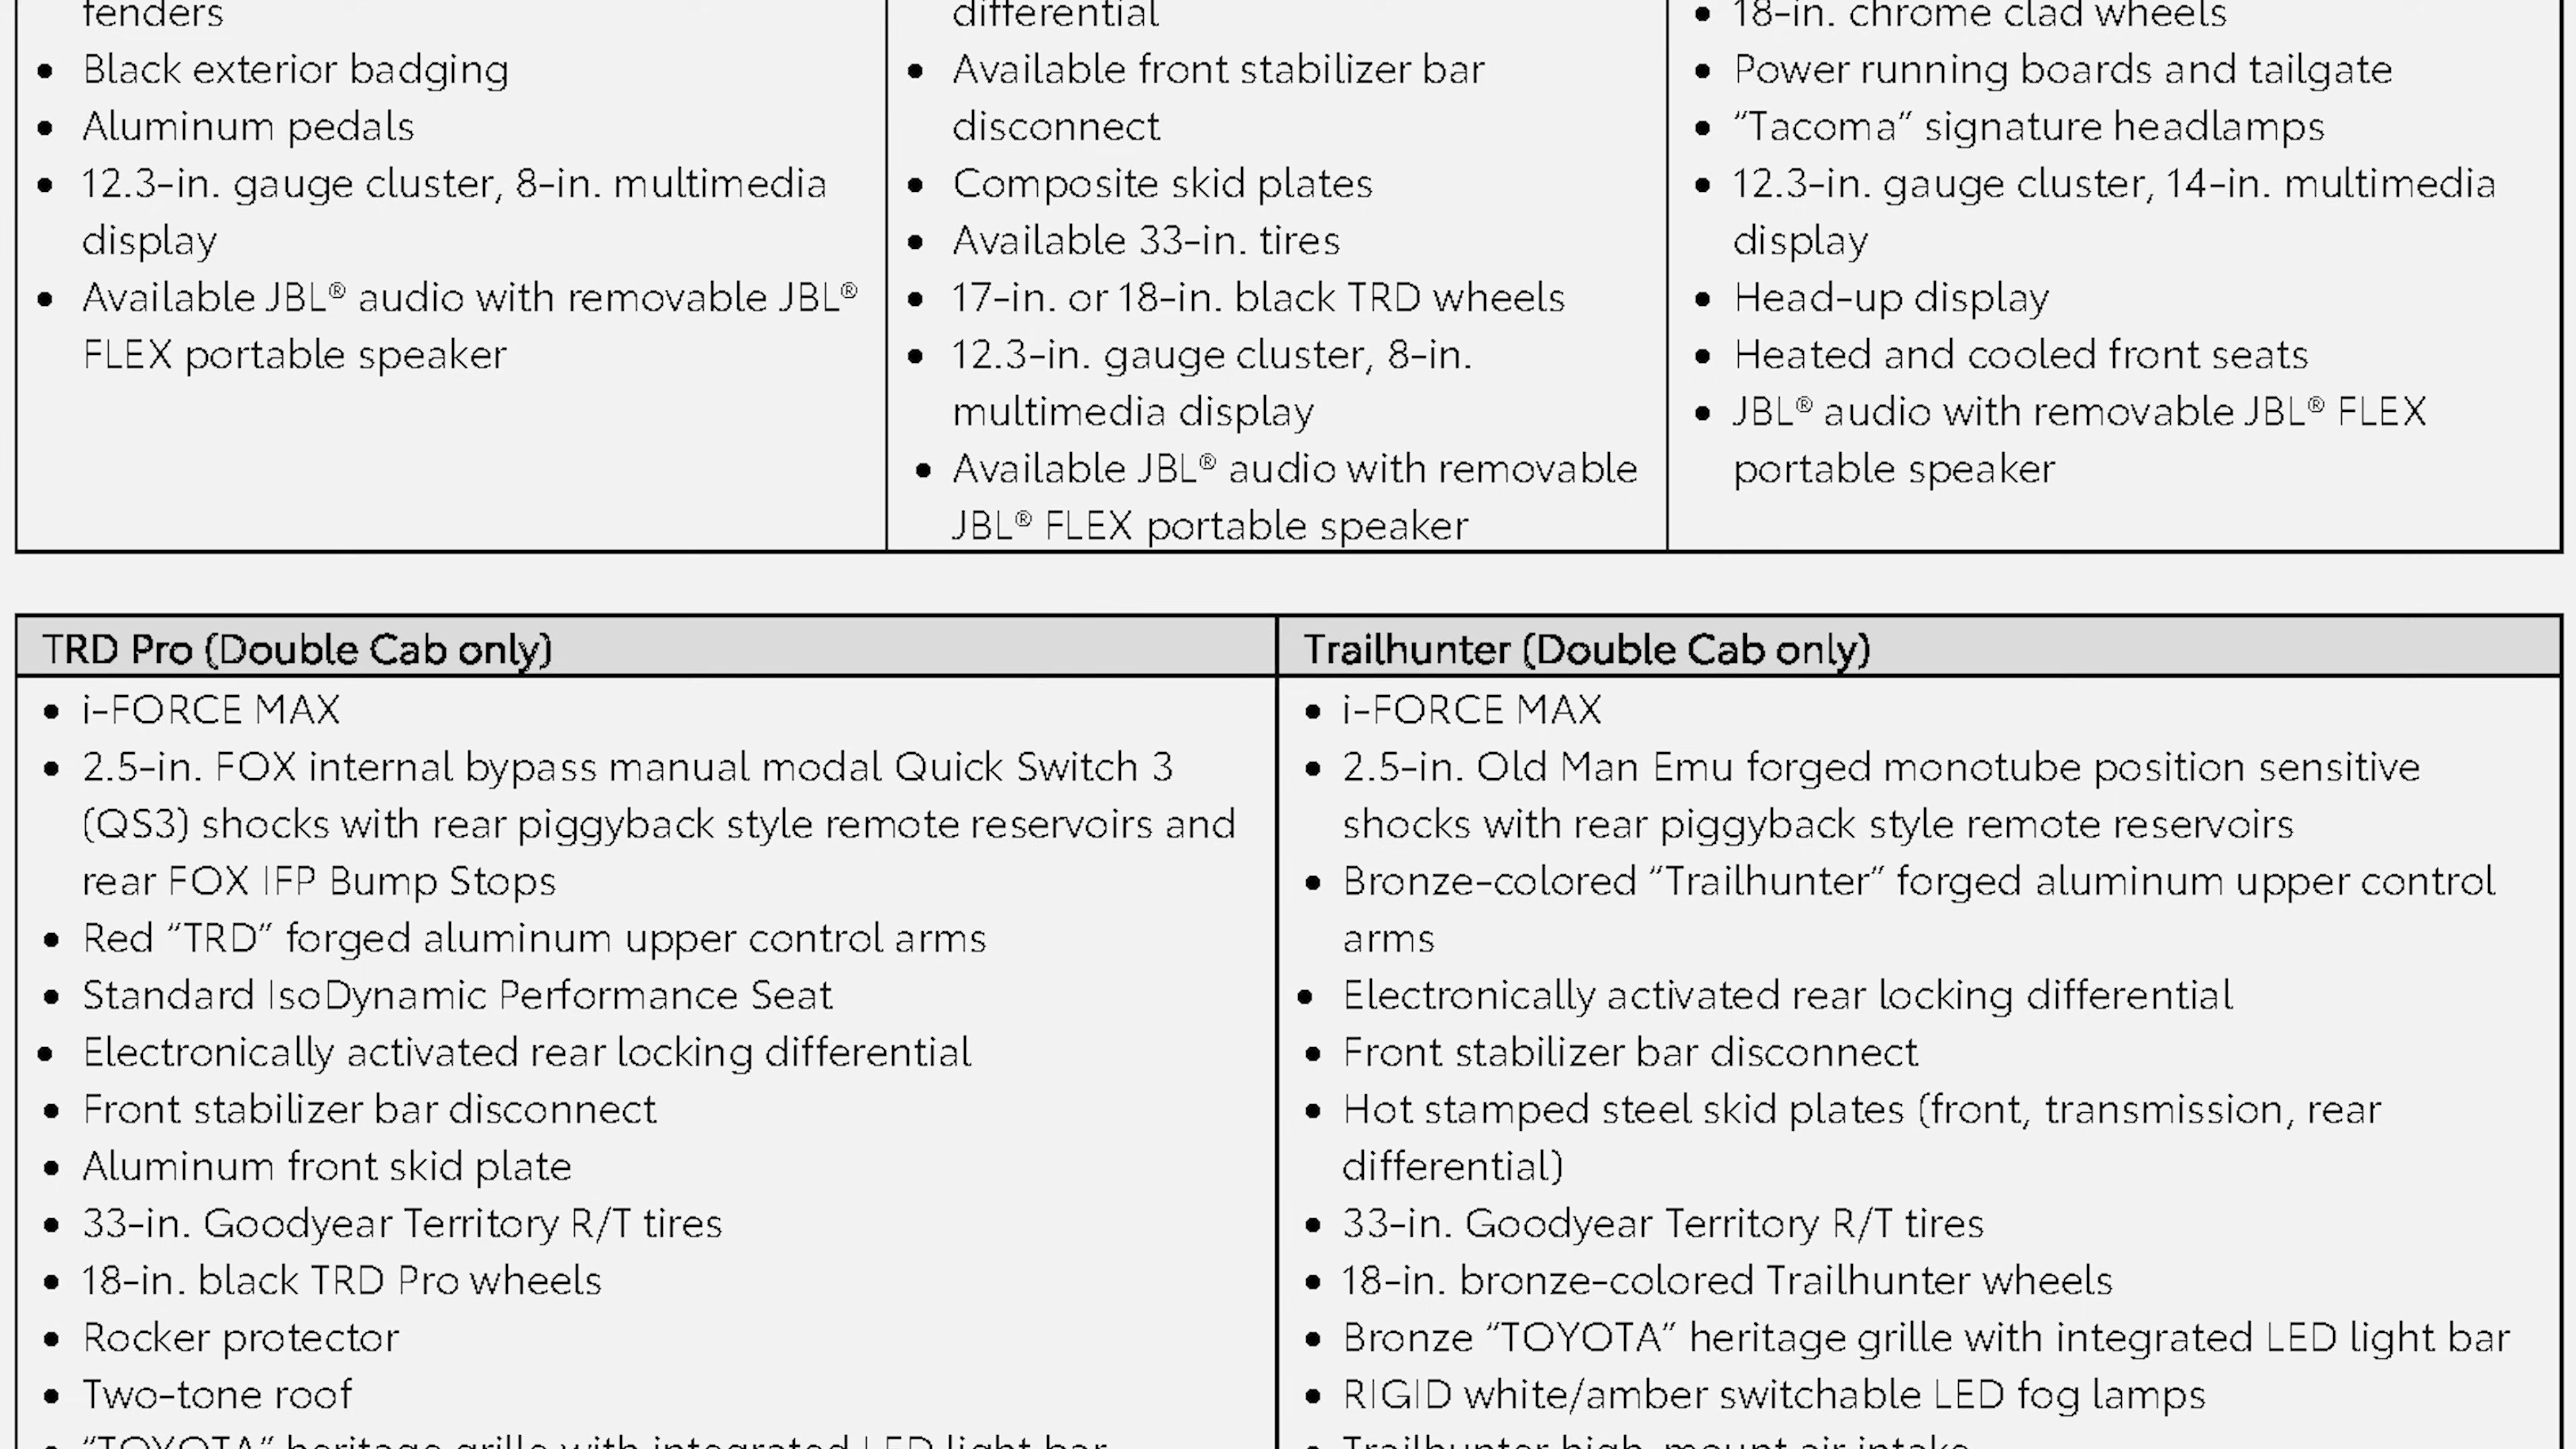 fenders
• Black exterior badging
• Aluminum pedals
• 12.3-in. gauge cluster, 8-in. multimedia
display
• Available JBL® audio with removable JBL®
FLEX portable speaker
differential
• Available front stabilizer bar
disconnect
• Composite skid plates
• Available 33-in. tires
• 17-in. or 18-in. black TRD wheels
• 12.3-in. gauge cluster, 8-in.
multimedia display
• Available JBL® audio with removable
JBL® FLEX portable speaker
• 18-in. chrome clad wheels
• Power running boards and tailgate
• “Tacoma” signature headlamps
• 12.3-in. gauge cluster, 14-in. multimedia
display
• Head-up display
• Heated and cooled front seats
• JBL® audio with removable JBL® FLEX
portable speaker
TRD Pro (Double Cab only)
• i-FORCE MAX
• 2.5-in. FOX internal bypass manual modal Quick Switch 3
(QS3) shocks with rear piggyback style remote reservoirs and
rear FOX IFP Bump Stops
• Red “TRD” forged aluminum upper control arms
• Standard IsoDynamic Performance Seat
• Electronically activated rear locking differential
• Front stabilizer bar disconnect
• Aluminum front skid plate
• 33-in. Goodyear Territory R/T tires
• 18-in. black TRD Pro wheels
• Rocker protector
• Two-tone roof
• “TOYOTA” heritage grille with integrated LED light bar
Trailhunter (Double Cab only)
• i-FORCE MAX
• 2.5-in. Old Man Emu forged monotube position sensitive
shocks with rear piggyback style remote reservoirs
• Bronze-colored “Trailhunter” forged aluminum upper control
arms
• Electronically activated rear locking differential
• Front stabilizer bar disconnect
• Hot stamped steel skid plates (front, transmission, rear
differential)
• 33-in. Goodyear Territory R/T tires
• 18-in. bronze-colored Trailhunter wheels
• Bronze “TOYOTA” heritage grille with integrated LED light bar
• RIGID white/amber switchable LED fog lamps
• Trailhunter high-mount air intake